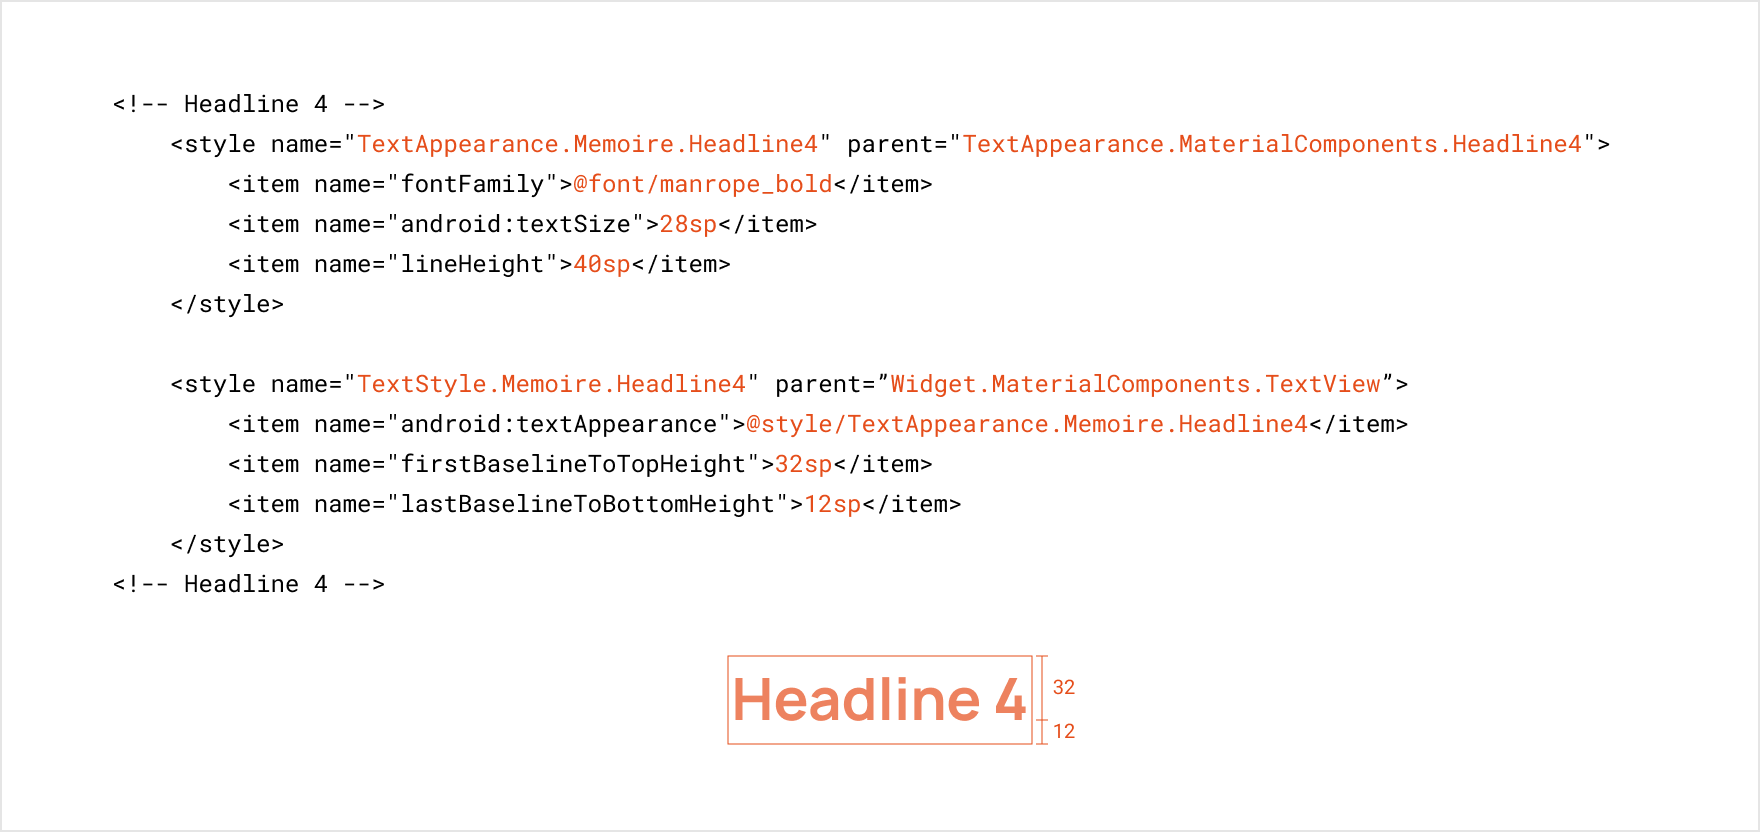 <!-- Headline 4 -->
<style name="TextAppearance.Memoire.Headline4" parent="TextAppearance.MaterialComponents.Headline4">
<item name="fontFamily">@font/manrope_bold</item>
<item name="android:textSize">28sp</item>
<item name="lineHeight">40sp</item>
</style>
<style name="TextStyle.Memoire.Headline4" parent=”Widget.MaterialComponents.TextView”>
<item name="android:textAppearance">@style/TextAppearance.Memoire.Headline4</item>
<item name="firstBaselineToTopHeight">32sp</item>
<item name="lastBaselineToBottomHeight">12sp</item>
</style>
<!-- Headline 4 -->
Headline 4
32
12